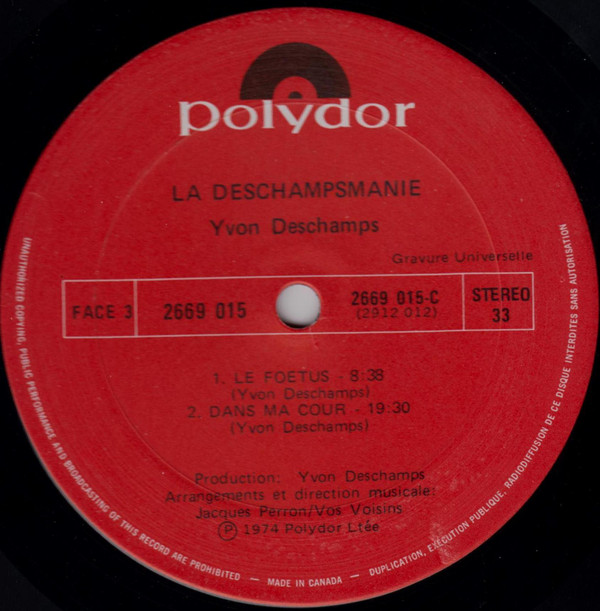 polydor
LA DESCHAMPSMANIE
Yvon Deschamps
Gravure Universelle
FACE 3
2669 015
2669 015-C
(2912 012)
STEREO
33
1. LE FOETUS - 8:38
(Yvon Deschamps)
2. DANS MA COUR - 19:30
(Yvon Deschamps)
Production: Yvon Deschamps
Arrangements et direction musicale:
Jacques Perron/Vos Voisins
Ⓟ 1974 Polydor Ltée
UNAUTHORIZED COPYING, PUBLIC PERFORMANCE AND BROADCASTING OF THIS RECORD ARE PROHIBITED — MADE IN CANADA — DUPLICATION, EXÉCUTION PUBLIQUE, RADIODIFFUSION DE CE DISQUE INTERDITES SANS AUTORISATION